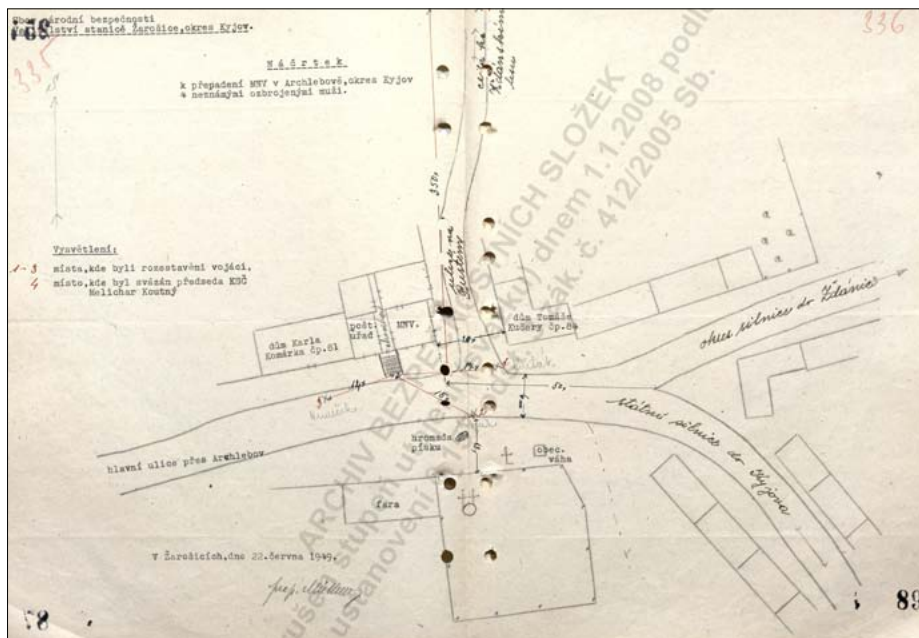 Sbor národní bezpečnosti
Velitelství stanice Žarošice, okres Kyjov.
335
336
Náčrtek
k přepadení MNV v Archlebově, okres Kyjov
4 neznámými ozbrojenými muži.
Vysvětlení:
1-3 místa, kde byli rozestavěni vojáci,
4 místo, kde byl svázán předseda KSČ
Melichar Koutný
350x
dům Karla
Komárka čp.81
pošt.
úřad
MNV.
dům Tomáše
Kučery čp.84
okres silnice do Ždánic
státní silnice do Kyjova
hlavní ulice přes Archlebov
hromada
písku
obec.
váha
fara
V Žarošicích, dne 22. června 1949.
78
89
ARCHIV BEZPEČNOSTNÍCH SLOŽEK
dnem 1.1.2008 podle
ustanovení
č. 412/2005 Sb.